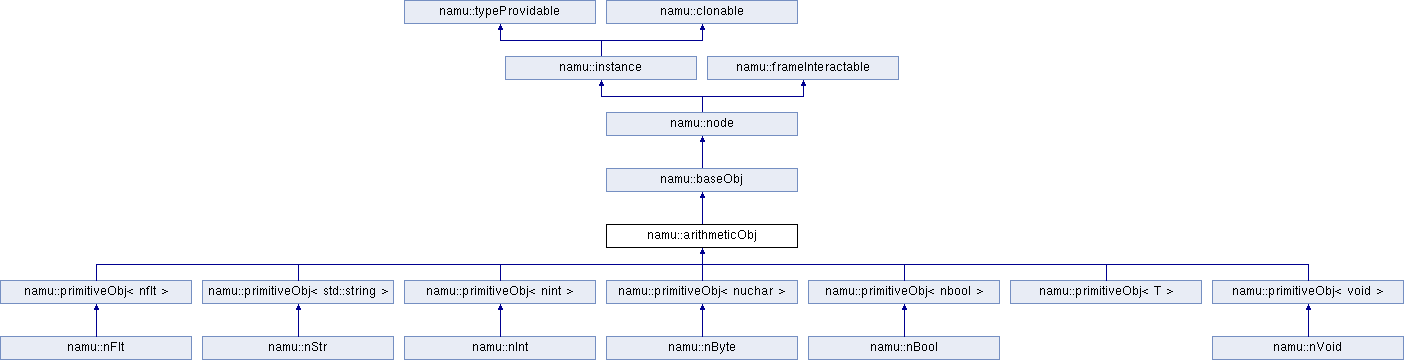 namu::typeProvidable
namu::clonable
namu::instance
namu::frameInteractable
namu::node
namu::baseObj
namu::arithmeticObj
namu::primitiveObj< nflt >
namu::primitiveObj< std::string >
namu::primitiveObj< nint >
namu::primitiveObj< nuchar >
namu::primitiveObj< nbool >
namu::primitiveObj< T >
namu::primitiveObj< void >
namu::nFlt
namu::nStr
namu::nInt
namu::nByte
namu::nBool
namu::nVoid